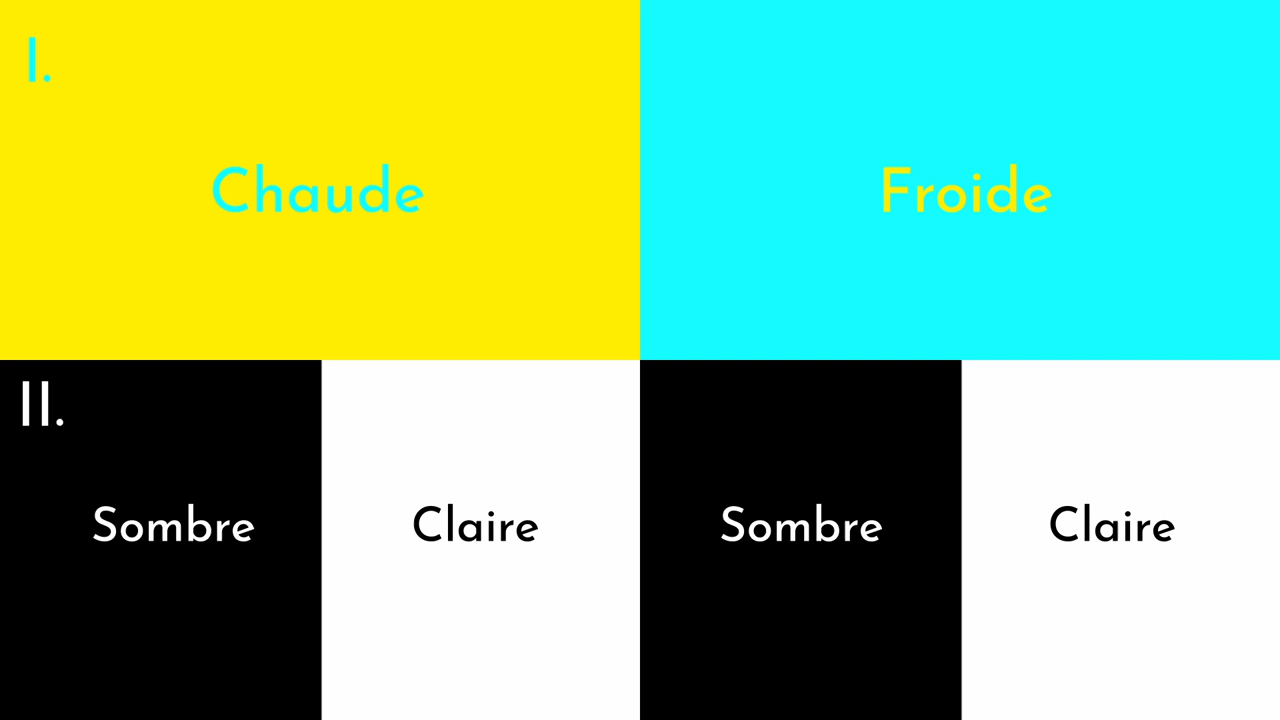 I.
Chaude
Froide
II.
Sombre
Claire
Sombre
Claire